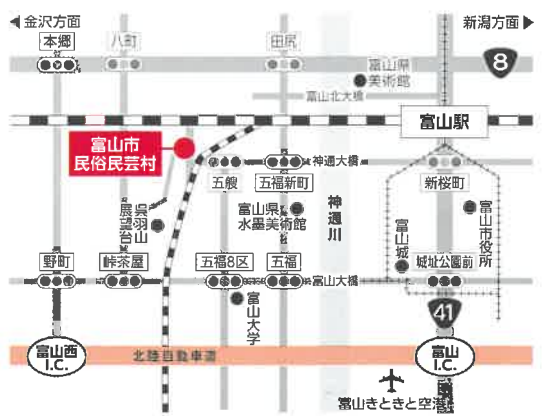 金沢方面
新潟方面
本郷
八町
田尻
富山県
美術館
8
富山北大橋
富山駅
富山市
民俗民芸村
神通大橋
五艘
五福新町
新桜町
呉羽山
展望台
富山県
水墨美術館
神通川
富山城
富山市役所
野町
峠茶屋
五福8区
五福
富山大橋
城址公園前
富山大学
41
北陸自動車道
富山西
I.C.
富山
I.C.
富山きときと空港